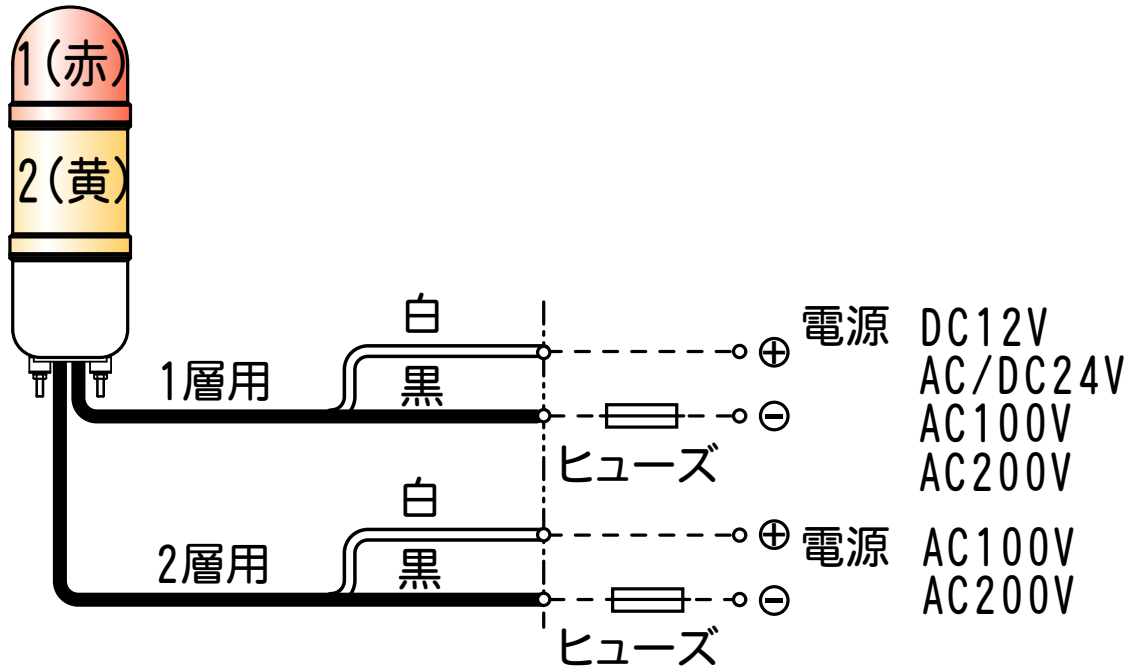 1(赤)
2(黄)
1層用
白
黒
ヒューズ
⊕
⊖
電源 DC12V
AC/DC24V
AC100V
AC200V
2層用
白
黒
ヒューズ
⊕
⊖
電源 AC100V
AC200V